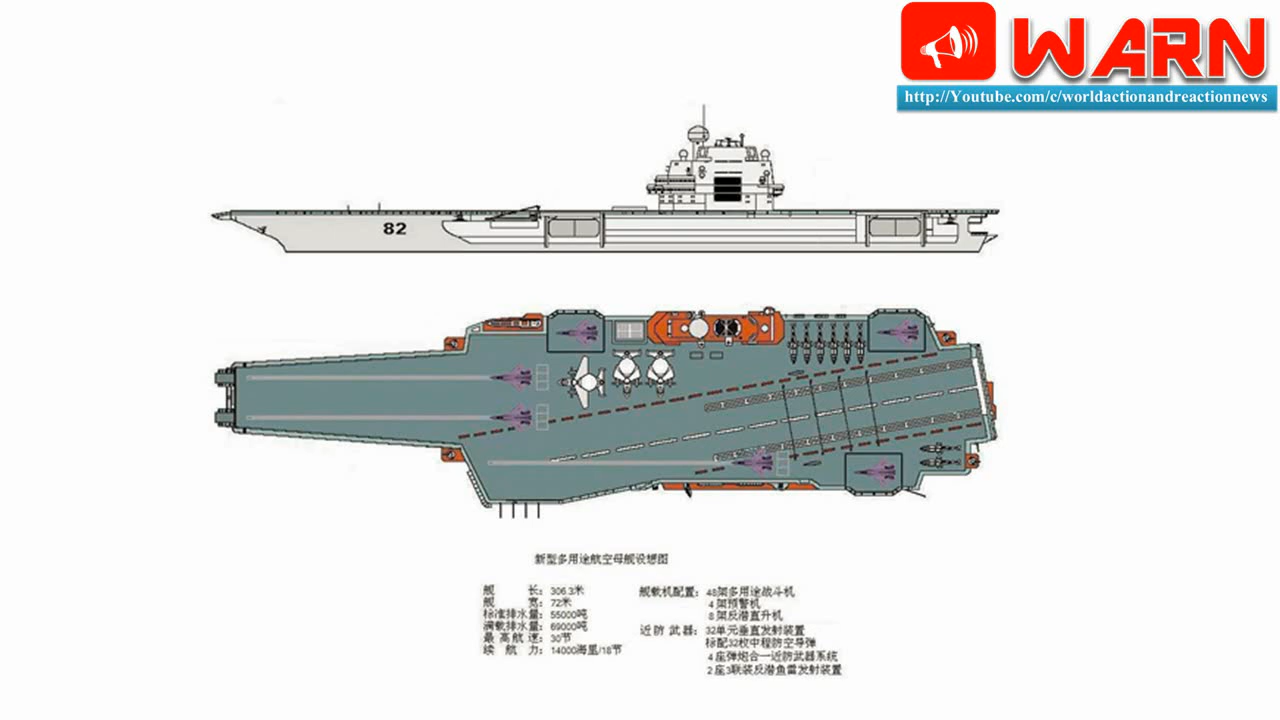 WARN
http://Youtube.com/c/worldactionandreactionnews
82
新型多用途航空母舰设想图
舰 长: 306.3米
舰 宽: 72米
标准排水量: 55000吨
满载排水量: 69000吨
最 高 航 速: 30节
续 航 力: 14000海里/18节
舰载机配置: 48架多用途战斗机
4架预警机
8架反潜直升机
近 防 武 器: 32单元垂直发射装置
标配32枚中程防空导弹
4座弹炮合一近防武器系统
2座3联装反潜鱼雷发射装置